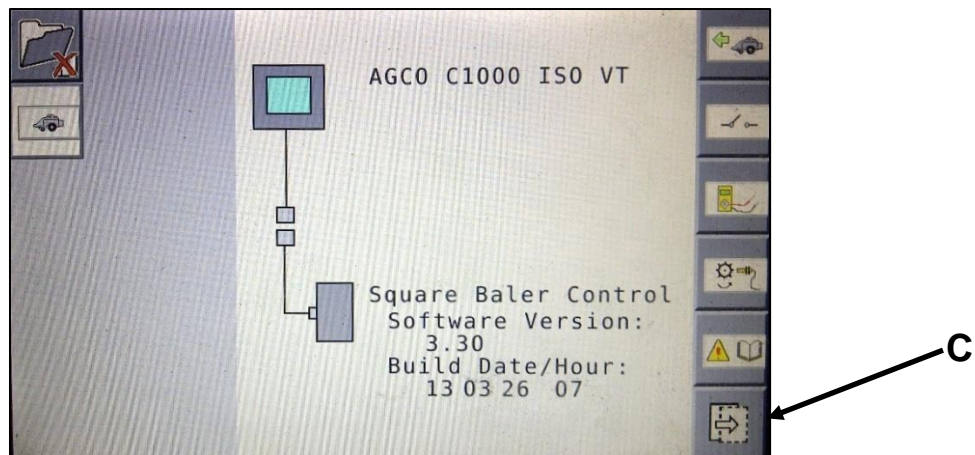 AGCO C1000 ISO VT
Square Baler Control
Software Version:
3.30
Build Date/Hour:
13 03 26 07
C